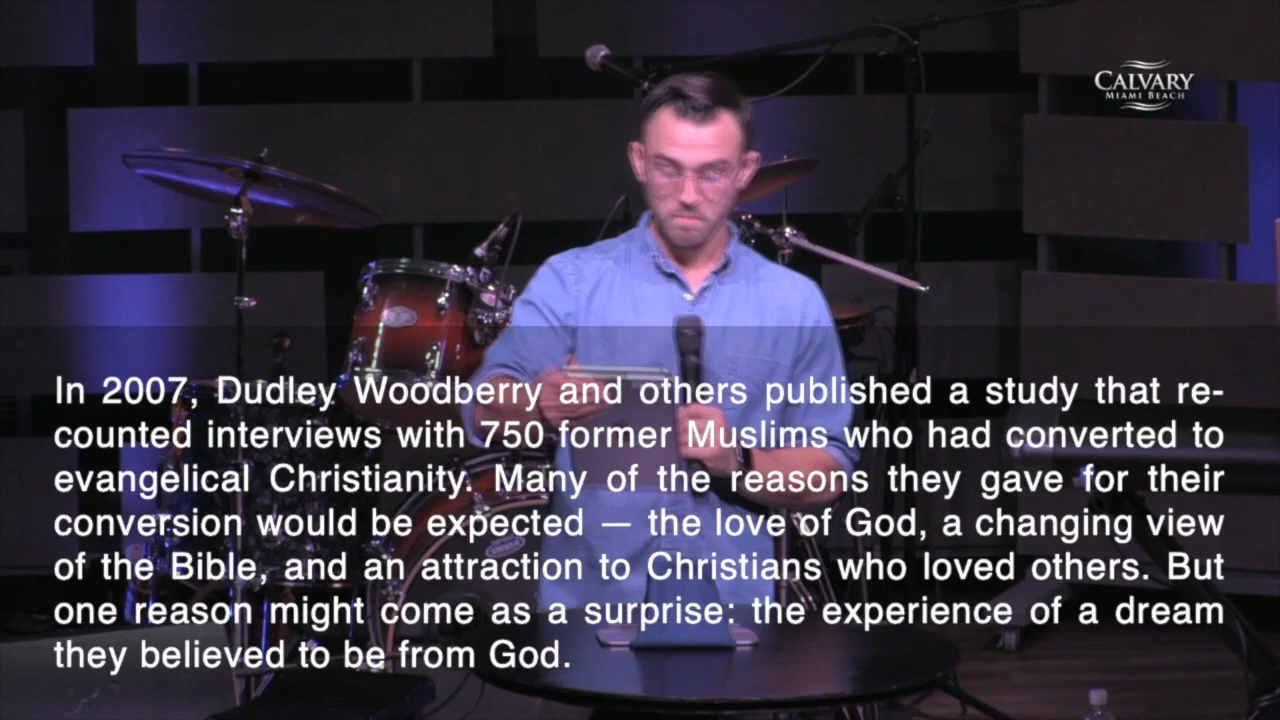 CALVARY
MIAMI BEACH
In 2007, Dudley Woodberry and others published a study that re-
counted interviews with 750 former Muslims who had converted to
evangelical Christianity. Many of the reasons they gave for their
conversion would be expected — the love of God, a changing view
of the Bible, and an attraction to Christians who loved others. But
one reason might come as a surprise: the experience of a dream
they believed to be from God.